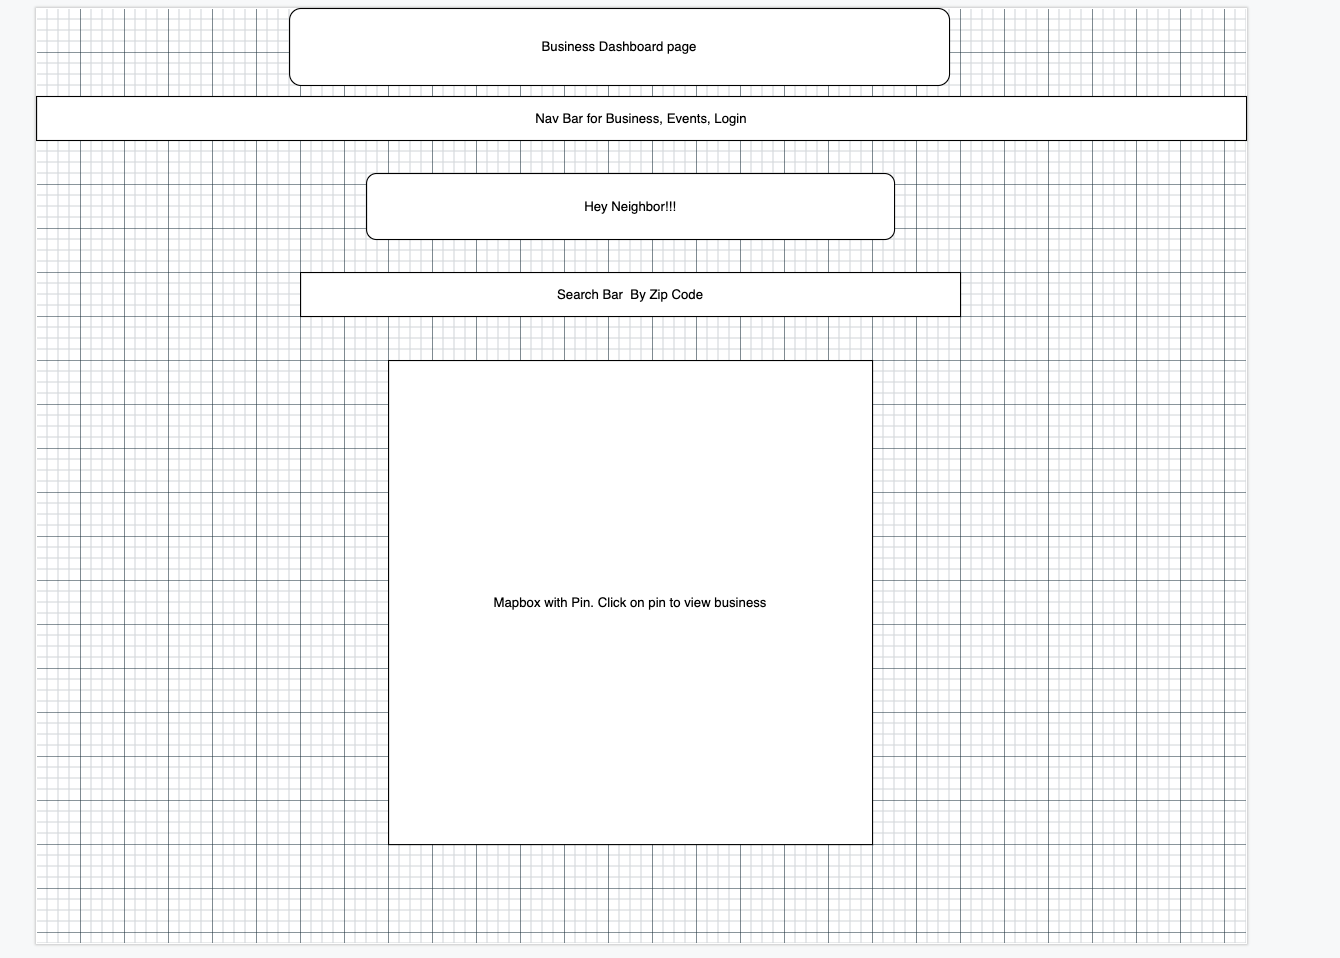 Business Dashboard page
Nav Bar for Business, Events, Login
Hey Neighbor!!!
Search Bar  By Zip Code
Mapbox with Pin. Click on pin to view business